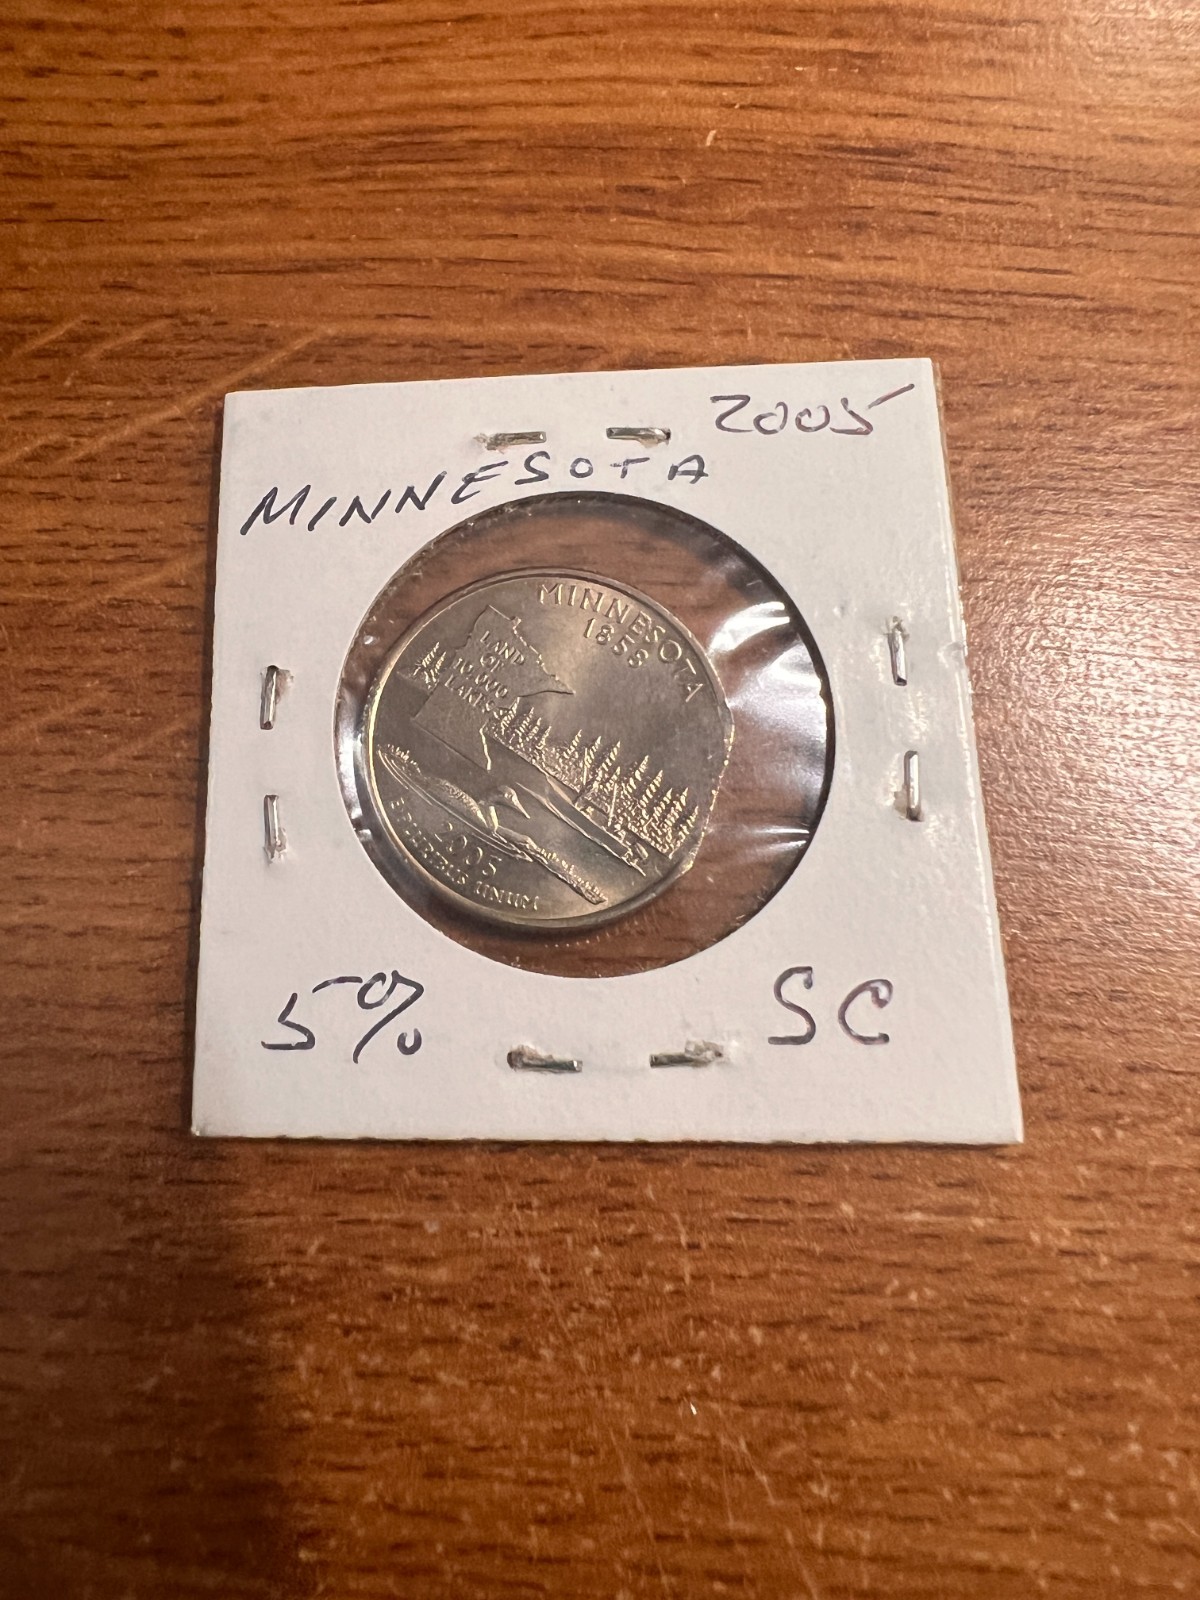 2005
MINNESOTA
MINNESOTA
1858
LAND
OF
10,000
LAKES
2005
E PLURIBUS UNUM
5% SC